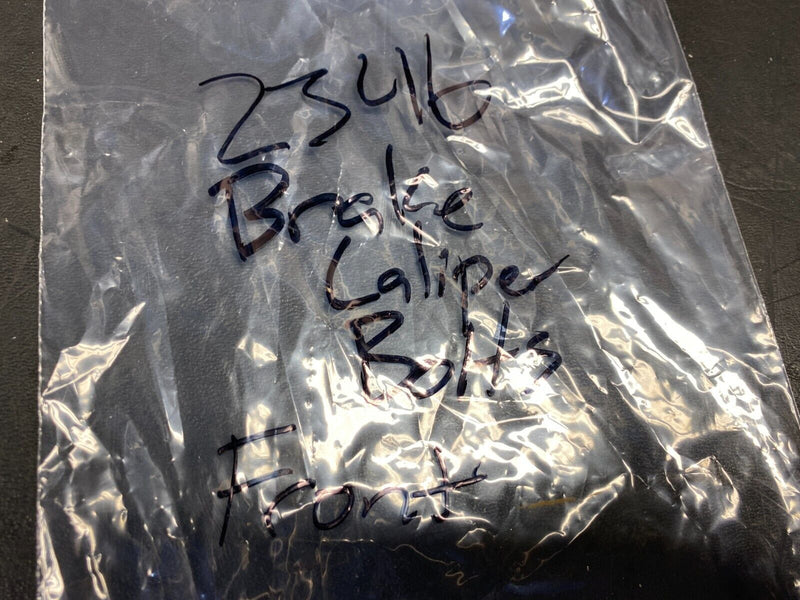 23416
Brake
Caliper
Bolts
Front